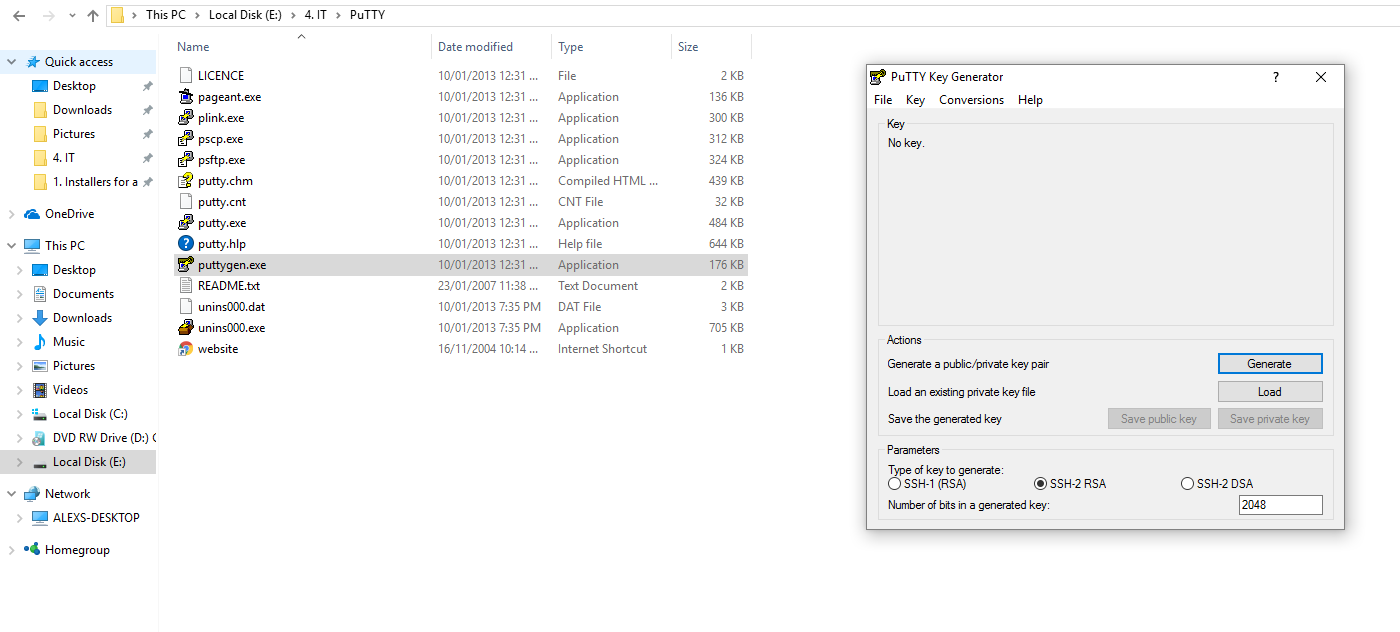 This PC > Local Disk (E:) > 4. IT > PuTTY
Quick access
Desktop
Downloads
Pictures
4. IT
1. Installers for a
OneDrive
This PC
Desktop
Documents
Downloads
Music
Pictures
Videos
Local Disk (C:)
DVD RW Drive (D:) C
Local Disk (E:)
Network
ALEXS-DESKTOP
Homegroup
Name Date modified Type Size
LICENCE 10/01/2013 12:31 ... File 2 KB
pageant.exe 10/01/2013 12:31 ... Application 136 KB
plink.exe 10/01/2013 12:31 ... Application 300 KB
pscp.exe 10/01/2013 12:31 ... Application 312 KB
psftp.exe 10/01/2013 12:31 ... Application 324 KB
putty.chm 10/01/2013 12:31 ... Compiled HTML ... 439 KB
putty.cnt 10/01/2013 12:31 ... CNT File 32 KB
putty.exe 10/01/2013 12:31 ... Application 484 KB
putty.hlp 10/01/2013 12:31 ... Help file 644 KB
puttygen.exe 10/01/2013 12:31 ... Application 176 KB
README.txt 23/01/2007 11:38 ... Text Document 2 KB
unins000.dat 10/01/2013 7:35 PM DAT File 3 KB
unins000.exe 10/01/2013 7:35 PM Application 705 KB
website 16/11/2004 10:14 ... Internet Shortcut 1 KB
PuTTY Key Generator ?
File Key Conversions Help
Key
No key.
Actions
Generate a public/private key pair Generate
Load an existing private key file Load
Save the generated key Save public key Save private key
Parameters
Type of key to generate:
SSH-1 (RSA) SSH-2 RSA SSH-2 DSA
Number of bits in a generated key: 2048